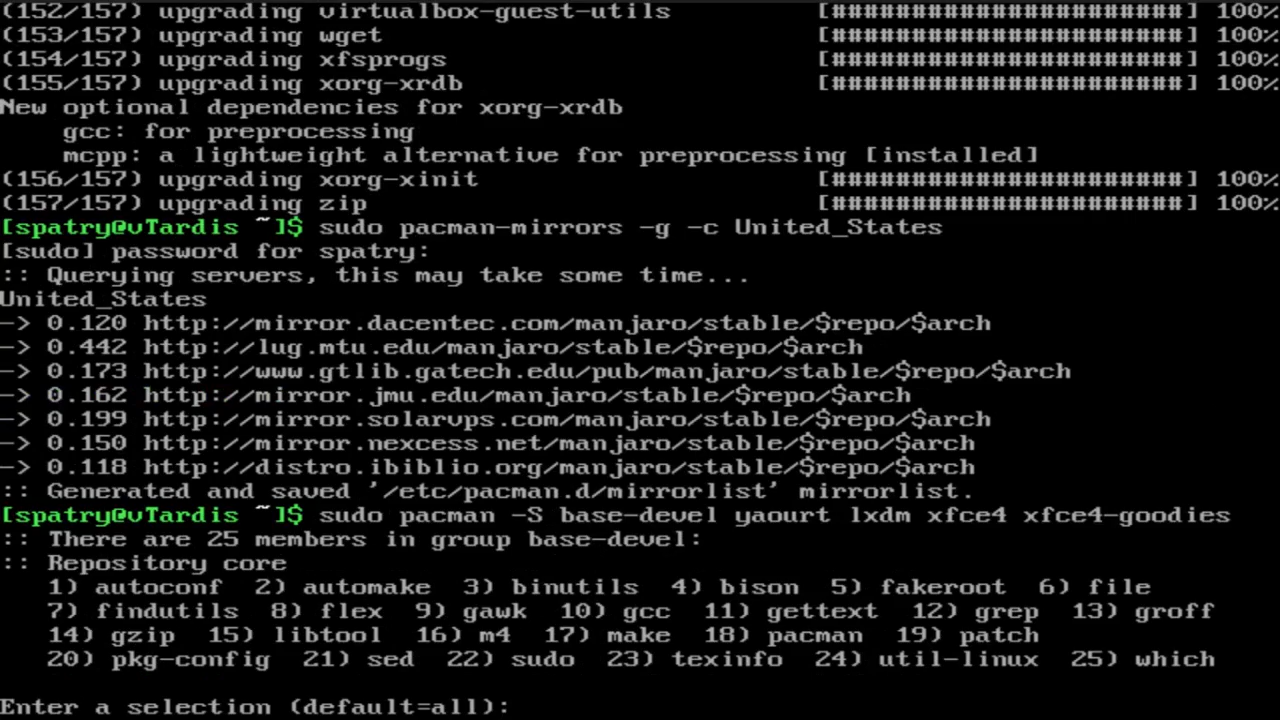 (152/157) upgrading virtualbox-guest-utils [######################] 100%
(153/157) upgrading wget [######################] 100%
(154/157) upgrading xfsprogs [######################] 100%
(155/157) upgrading xorg-xrdb [######################] 100%
New optional dependencies for xorg-xrdb
gcc: for preprocessing
mcpp: a lightweight alternative for preprocessing [installed]
(156/157) upgrading xorg-xinit [######################] 100%
(157/157) upgrading zip [######################] 100%
[spatry@vTardis ~]$ sudo pacman-mirrors -g -c United_States
[sudo] password for spatry:
:: Querying servers, this may take some time...
United_States
-> 0.120 http://mirror.dacentec.com/manjaro/stable/$repo/$arch
-> 0.442 http://lug.mtu.edu/manjaro/stable/$repo/$arch
-> 0.173 http://www.gtlib.gatech.edu/pub/manjaro/stable/$repo/$arch
-> 0.162 http://mirror.jmu.edu/manjaro/stable/$repo/$arch
-> 0.199 http://mirror.solarvps.com/manjaro/stable/$repo/$arch
-> 0.150 http://mirror.nexcess.net/manjaro/stable/$repo/$arch
-> 0.118 http://distro.ibiblio.org/manjaro/stable/$repo/$arch
:: Generated and saved '/etc/pacman.d/mirrorlist' mirrorlist.
[spatry@vTardis ~]$ sudo pacman -S base-devel yaourt lxdm xfce4 xfce4-goodies
:: There are 25 members in group base-devel:
:: Repository core
1) autoconf 2) automake 3) binutils 4) bison 5) fakeroot 6) file
7) findutils 8) flex 9) gawk 10) gcc 11) gettext 12) grep 13) groff
14) gzip 15) libtool 16) m4 17) make 18) pacman 19) patch
20) pkg-config 21) sed 22) sudo 23) texinfo 24) util-linux 25) which
Enter a selection (default=all):